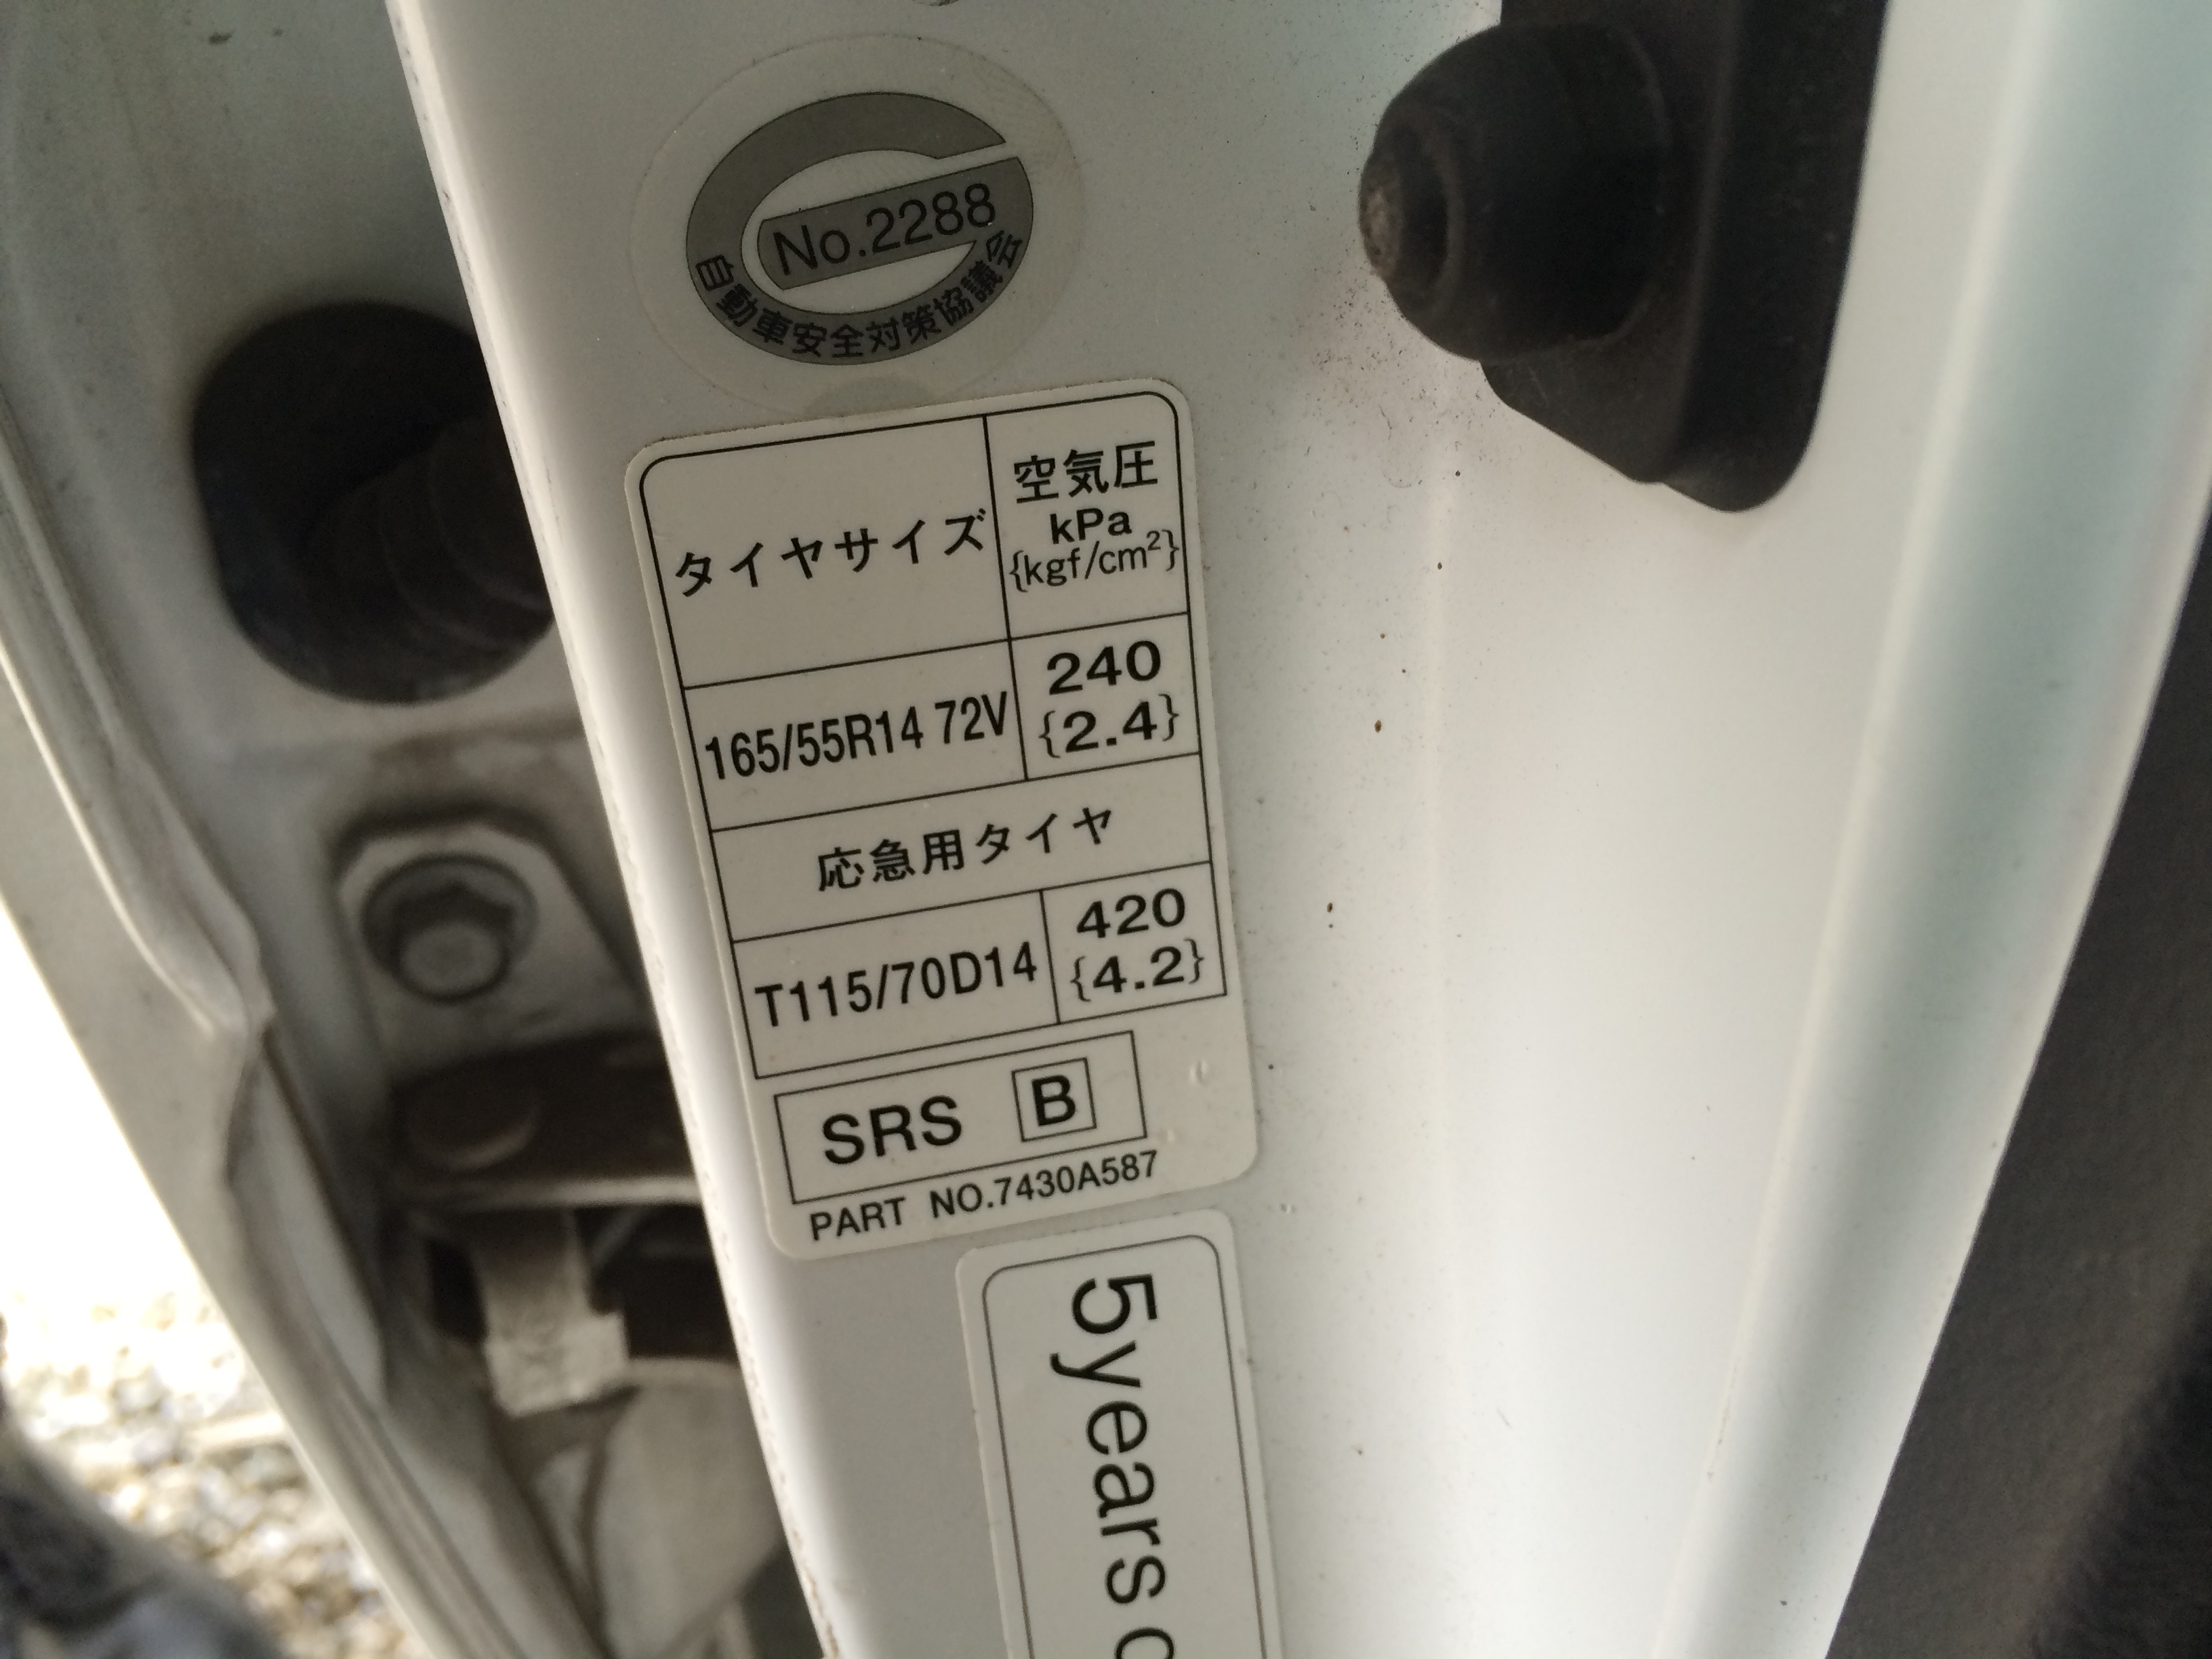 No.2288
自動車安全対策協議会
タイヤサイズ
空気圧
kPa
{kgf/cm²}
165/55R14 72V
240
{2.4}
応急用タイヤ
T115/70D14
420
{4.2}
SRS B
PART NO.7430A587
5years